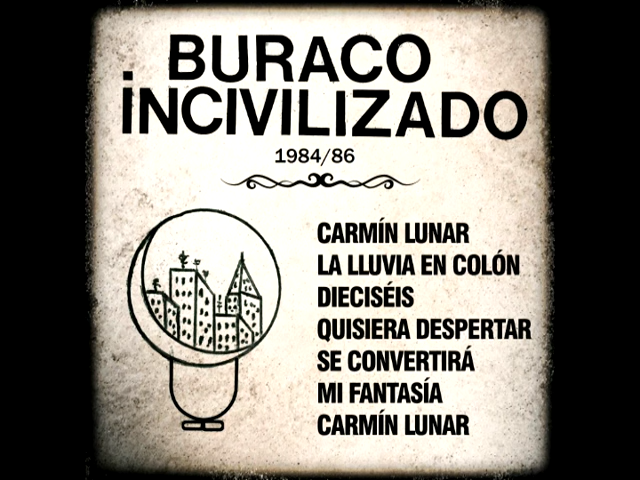 BURACO
iNCIVILIZADO
1984/86
CARMÍN LUNAR
LA LLUVIA EN COLÓN
DIECISÉIS
QUISIERA DESPERTAR
SE CONVERTIRÁ
MI FANTASÍA
CARMÍN LUNAR